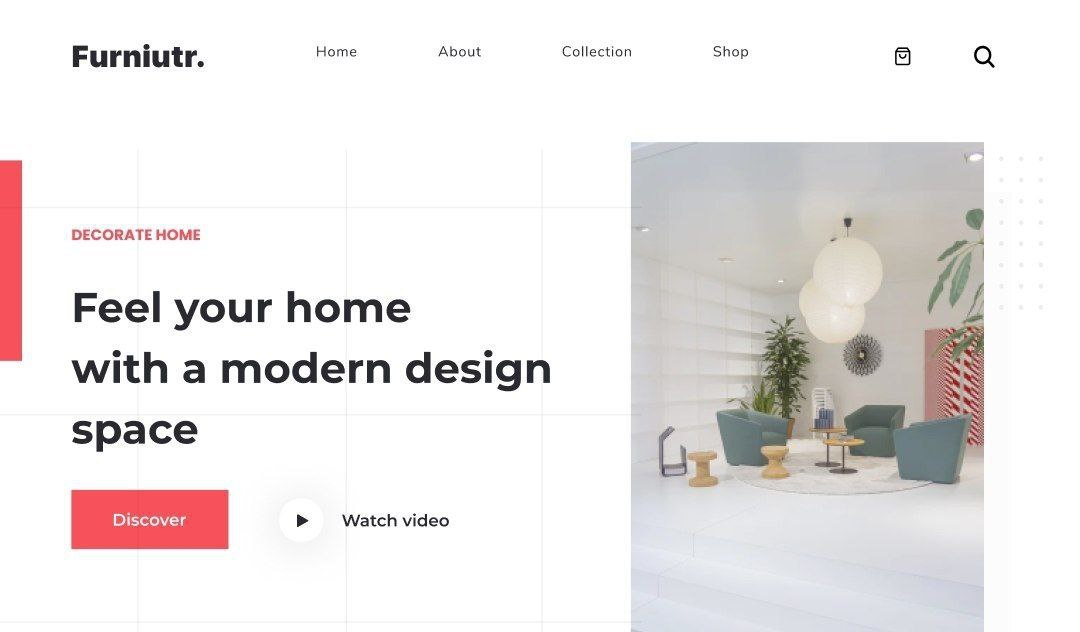 Furniutr.
Home
About
Collection
Shop
DECORATE HOME
Feel your home
with a modern design
space
Discover
Watch video